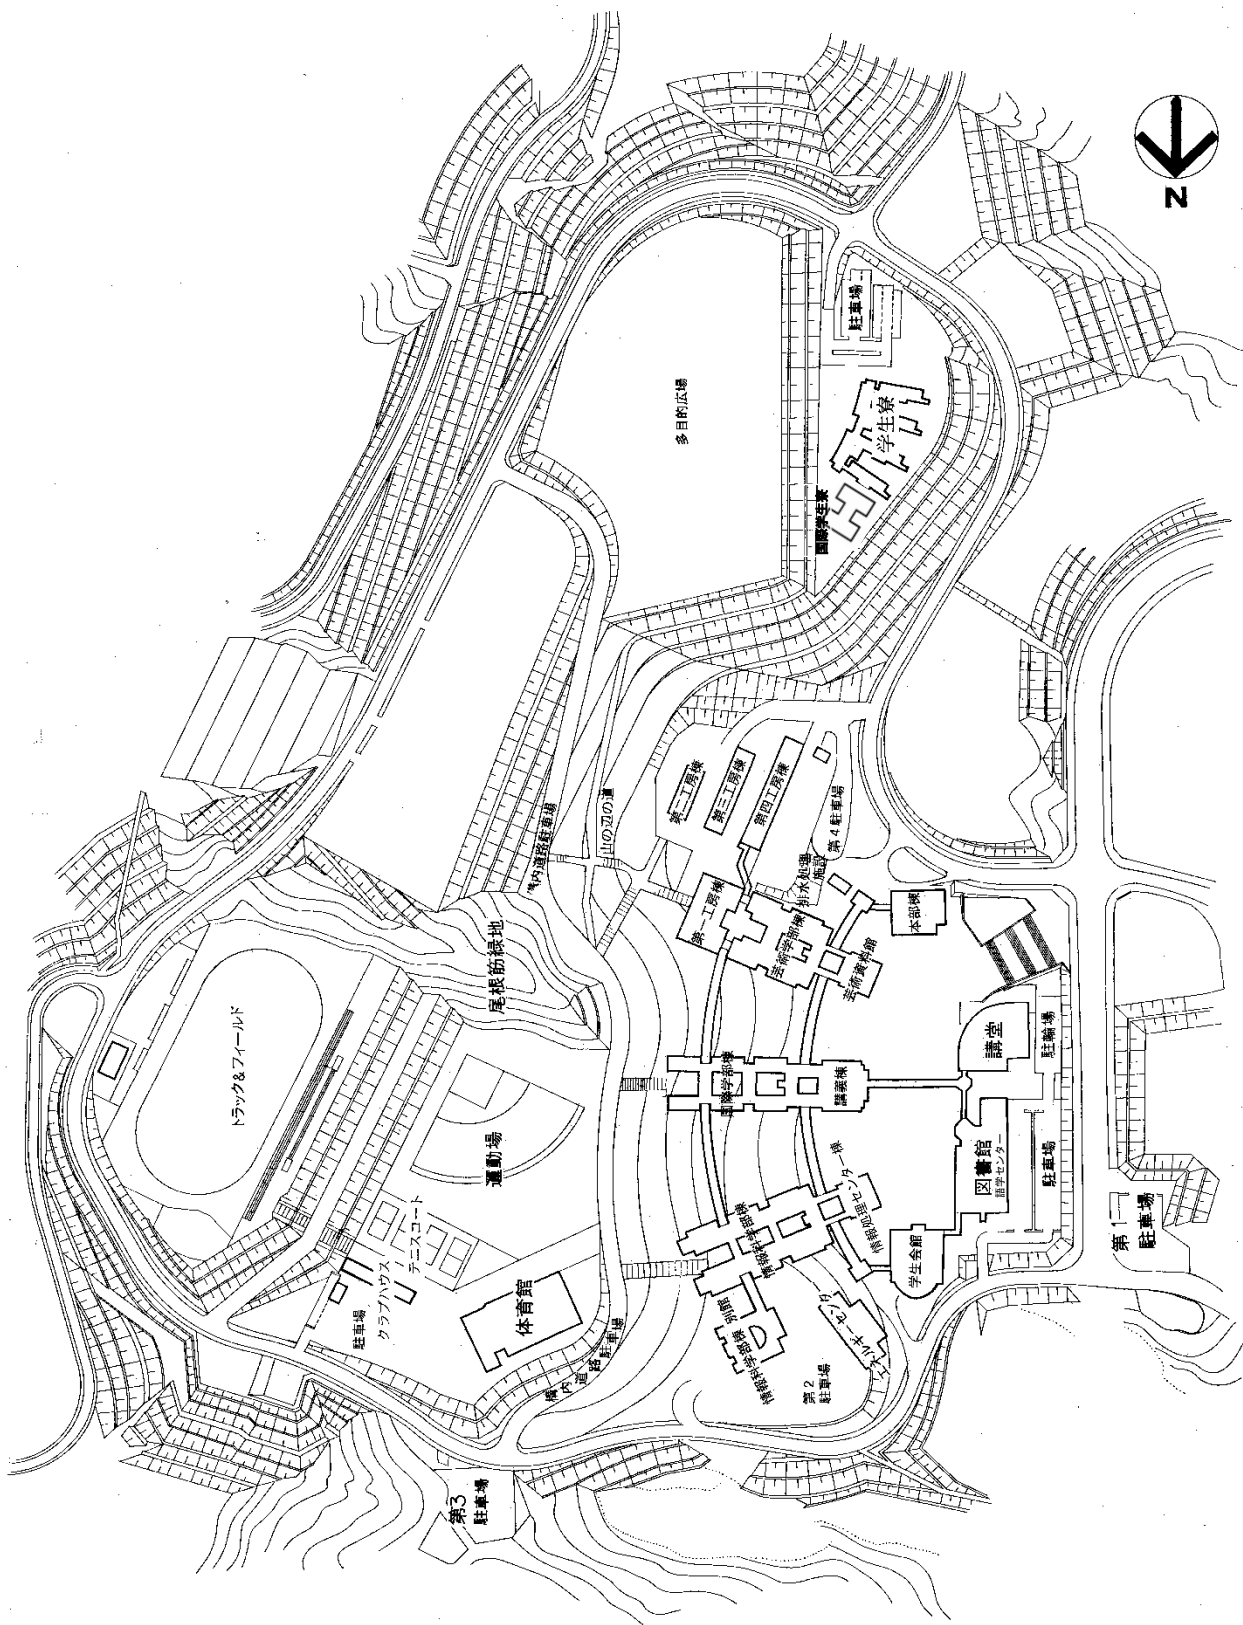 N
駐車場
多目的広場
学生寮
国際学生寮
第二工房棟
第三工房棟
第四工房棟
第4駐車場
構内道路駐車場
山の辺の道
排水処理
施設
第一工房棟
芸術学部棟
芸術資料館
本部棟
尾根筋緑地
トラック&フィールド
運動場
国際学部棟
講義棟
講堂
駐輪場
テニスコート
クラブハウス
駐車場
体育館
構内道路駐車場
情報科学部棟
情報処理センター棟
情報科学部棟 別館
図書館
語学センター
駐車場
学生会館
エネルギーセンター
第2
駐車場
第1
駐車場
第3
駐車場